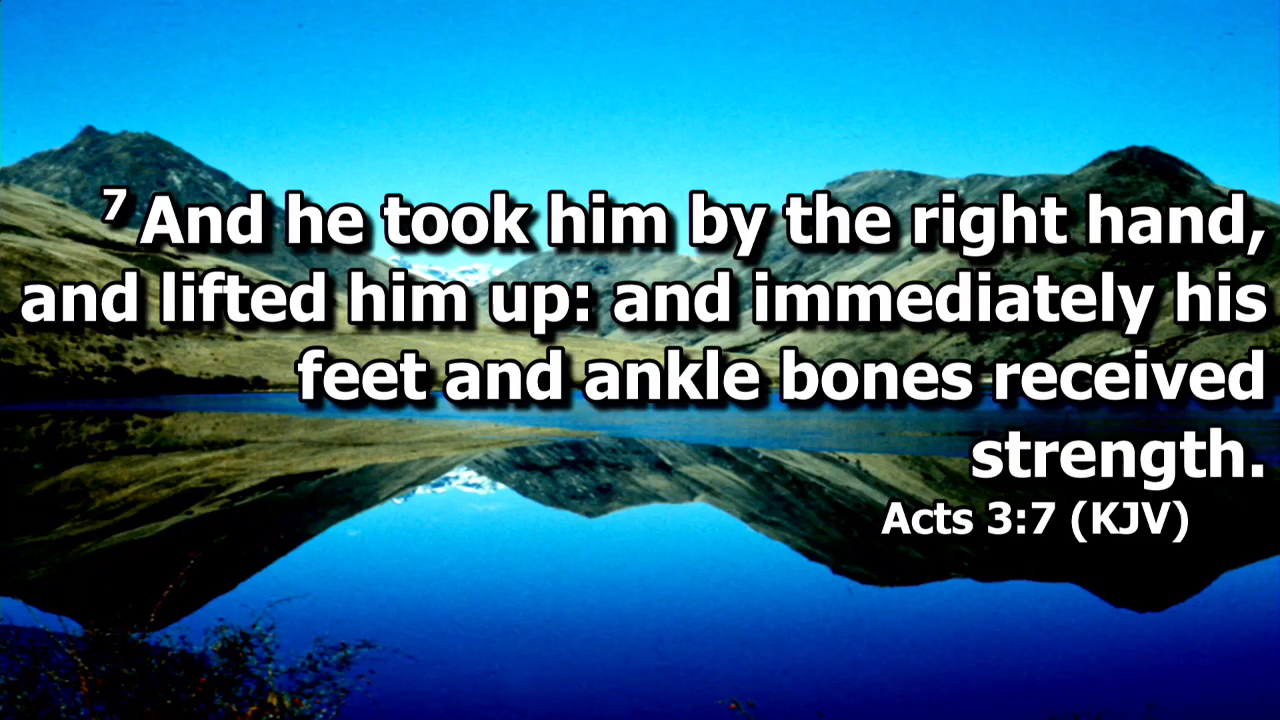 7 And he took him by the right hand,
and lifted him up: and immediately his
feet and ankle bones received
strength.
Acts 3:7 (KJV)